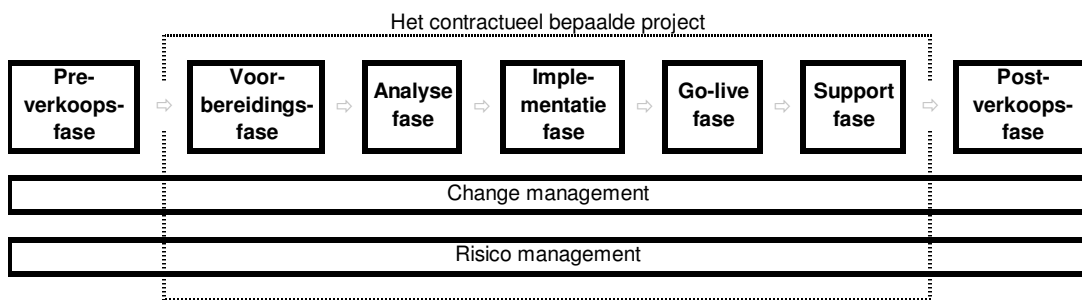 Het contractueel bepaalde project
Pre-
verkoops-
fase
Voor-
bereidings-
fase
Analyse
fase
Imple-
mentatie
fase
Go-live
fase
Support
fase
Post-
verkoops-
fase
Change management
Risico management